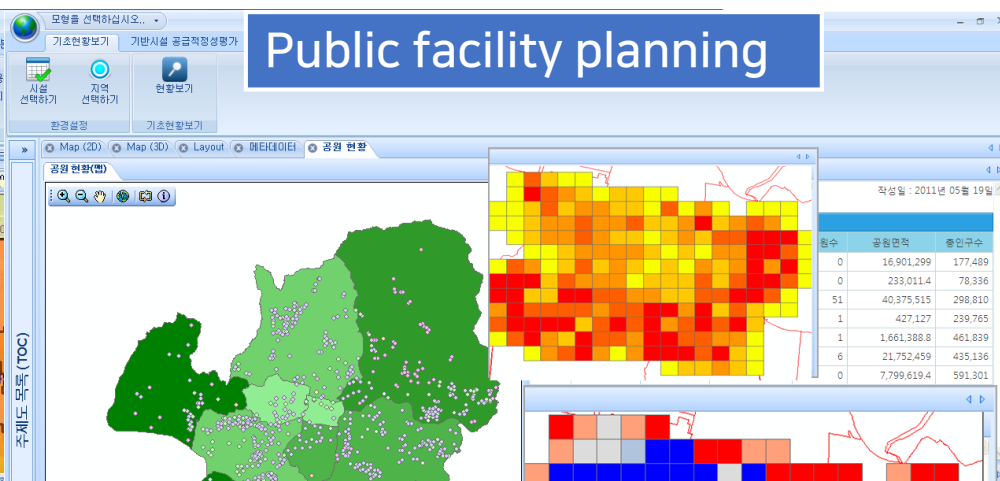 모형을 선택하십시오..
기초현황보기 기반시설 공급적정성평가
Public facility planning
시설
선택하기
지역
선택하기
현황보기
환경설정 기초현황보기
Map (2D) Map (3D) Layout 메타데이터 공원 현황
공원 현황(맵)
주제도 목록 (TOC)
작성일 : 2011년 05월 19일
원수 공원면적 총인구수
0 16,901,299 177,489
0 233,011.4 78,336
51 40,375,515 298,810
1 427,127 239,765
1 1,661,388.8 461,839
6 21,752,459 435,136
0 7,799,619.4 591,301